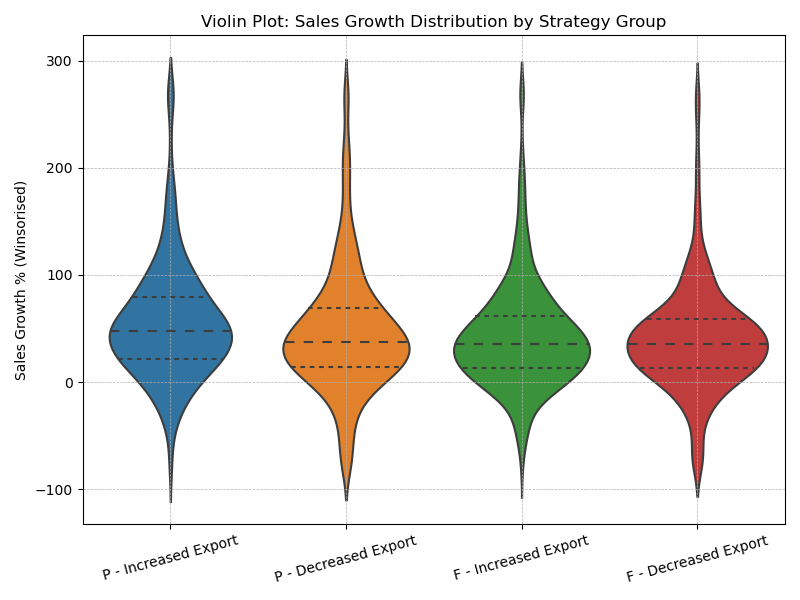 Violin Plot: Sales Growth Distribution by Strategy Group
Sales Growth % (Winsorised)
300
200
100
0
−100
P - Increased Export
P - Decreased Export
F - Increased Export
F - Decreased Export